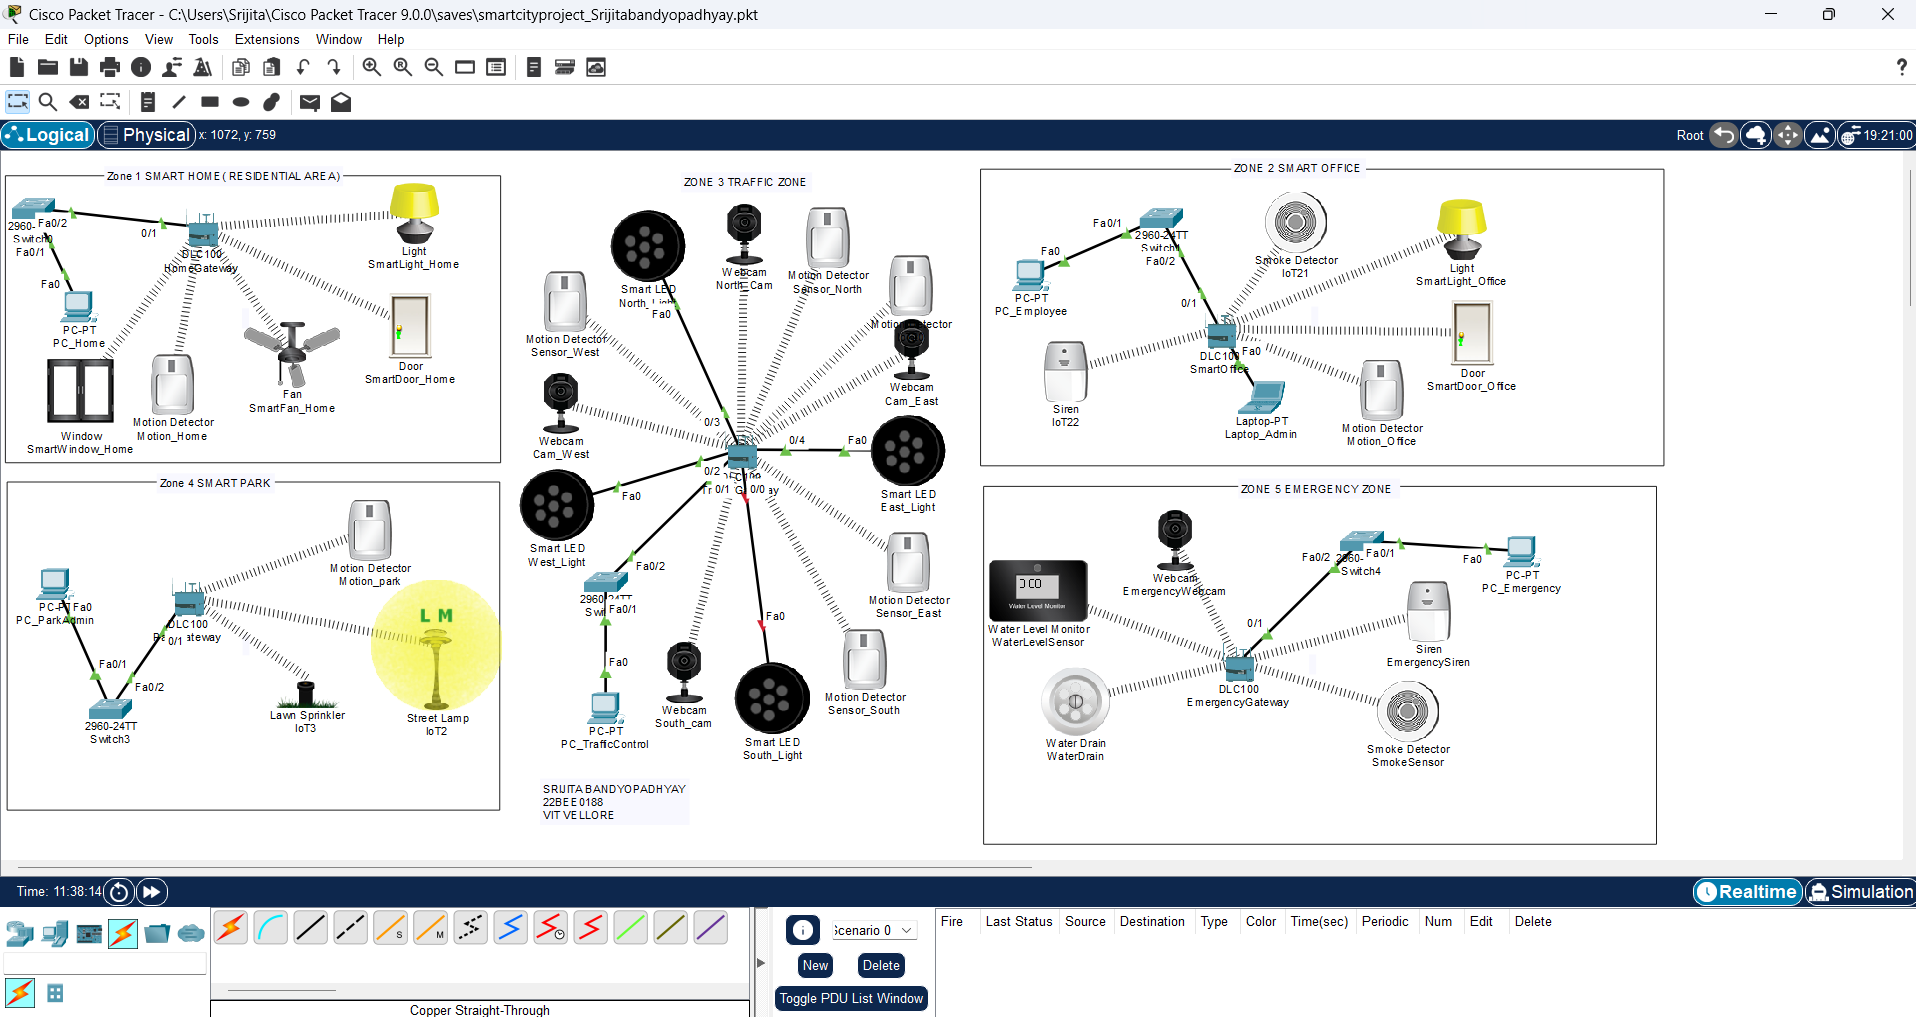 Cisco Packet Tracer - C:\Users\Srijita\Cisco Packet Tracer 9.0.0\saves\smartcityproject_Srijitabandyopadhyay.pkt
File Edit Options View Tools Extensions Window Help
?
Logical Physical x: 1072, y: 759
Root 19:21:00
Zone 1 SMART HOME( RESIDENTIAL AREA)
Fa0/2
2960-
Switch0
Fa0/1
0/1
DLC100
HomeGateway
Light
SmartLight_Home
Fa0
PC-PT
PC_Home
Window
SmartWindow_Home
Motion Detector
Motion_Home
Fan
SmartFan_Home
Door
SmartDoor_Home
ZONE 3 TRAFFIC ZONE
Smart LED
North_Light
Fa0
Webcam
North_Cam
Motion Detector
Sensor_North
Motion Detector
Sensor_West
Motion Detector
Webcam
Cam_East
Webcam
Cam_West
0/3
0/4
Fa0
0/2
0/1
0/0
Smart LED
East_Light
Fa0
Smart LED
West_Light
Fa0/2
2960-24TT
Fa0/1
Fa0
PC-PT
PC_TrafficControl
Webcam
South_cam
Fa0
Smart LED
South_Light
Motion Detector
Sensor_East
Motion Detector
Sensor_South
SRIJITA BANDYOPADHYAY
22BEE0188
VIT VELLORE
ZONE 2 SMART OFFICE
Fa0/1
2960-24TT
Switch1
Fa0/2
Fa0
PC-PT
PC_Employee
Smoke Detector
IoT21
Light
SmartLight_Office
0/1
DLC100
SmartOffice
Fa0
Siren
IoT22
Laptop-PT
Laptop_Admin
Motion Detector
Motion_Office
Door
SmartDoor_Office
Zone 4 SMART PARK
Motion Detector
Motion_park
PC-PT
Fa0
PC_ParkAdmin
DLC100
0/1
Fa0/1
Fa0/2
2960-24TT
Switch3
Lawn Sprinkler
IoT3
L M
Street Lamp
IoT2
ZONE 5 EMERGENCY ZONE
Webcam
EmergencyWebcam
Fa0/2
2960-
Fa0/1
Switch4
Fa0
PC-PT
PC_Emergency
Water Level Monitor
Water Level Monitor
WaterLevelSensor
0/1
Siren
EmergencySiren
DLC100
EmergencyGateway
Water Drain
WaterDrain
Smoke Detector
SmokeSensor
Time: 11:38:14
Realtime Simulation
S
M
Scenario 0
New Delete
Toggle PDU List Window
Fire Last Status Source Destination Type Color Time(sec) Periodic Num Edit Delete
Copper Straight-Through